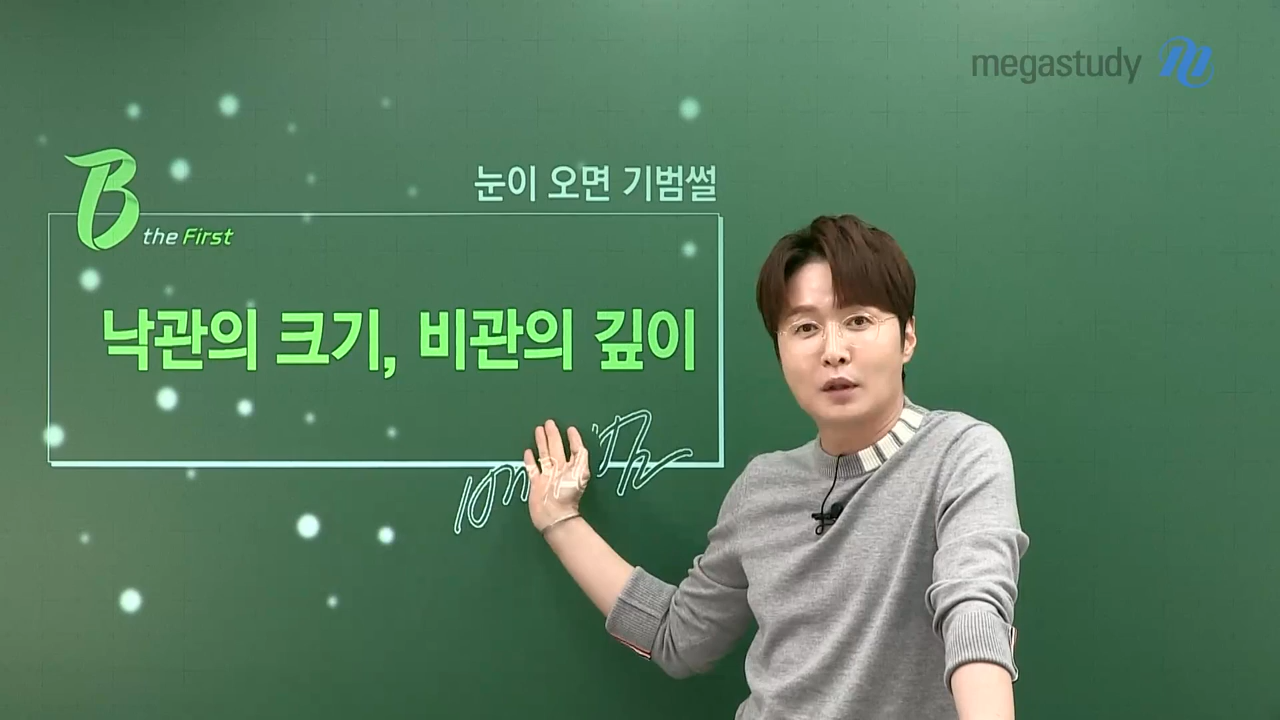 megastudy
눈이 오면 기범썰
B
the First
낙관의 크기, 비관의 깊이